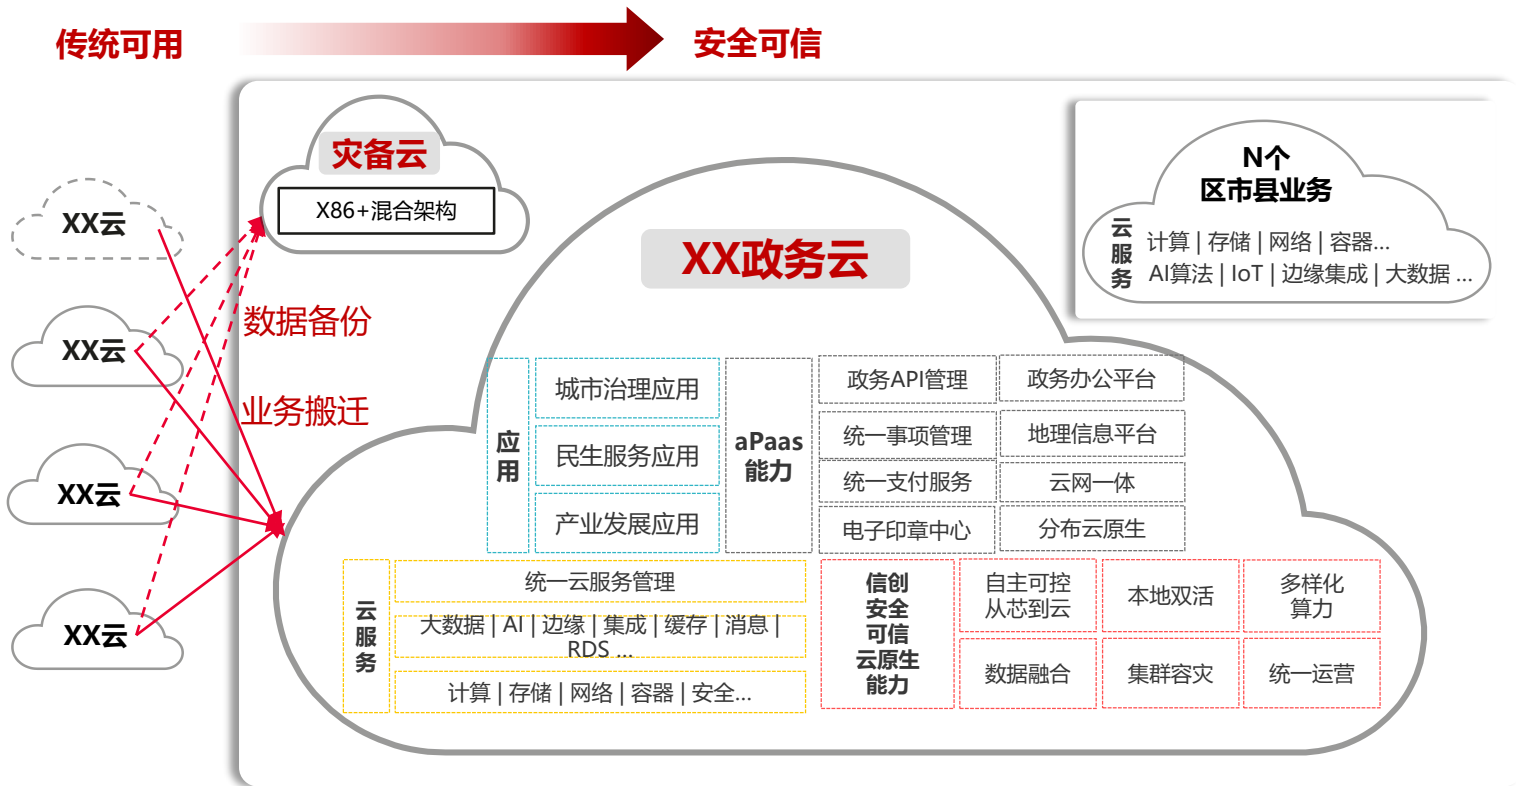 传统可用
安全可信
灾备云
X86+混合架构
N个
区市县业务
云
服
务
计算 | 存储 | 网络 | 容器...
AI算法 | IoT | 边缘集成 | 大数据 ...
XX云
XX云
XX云
XX云
数据备份
业务搬迁
XX政务云
应
用
城市治理应用
民生服务应用
产业发展应用
aPaas
能力
政务API管理
政务办公平台
统一事项管理
地理信息平台
统一支付服务
云网一体
电子印章中心
分布云原生
云
服
务
统一云服务管理
大数据 | AI | 边缘 | 集成 | 缓存 | 消息 |
RDS ...
计算 | 存储 | 网络 | 容器 | 安全...
信创
安全
可信
云原生
能力
自主可控
从芯到云
本地双活
多样化
算力
数据融合
集群容灾
统一运营